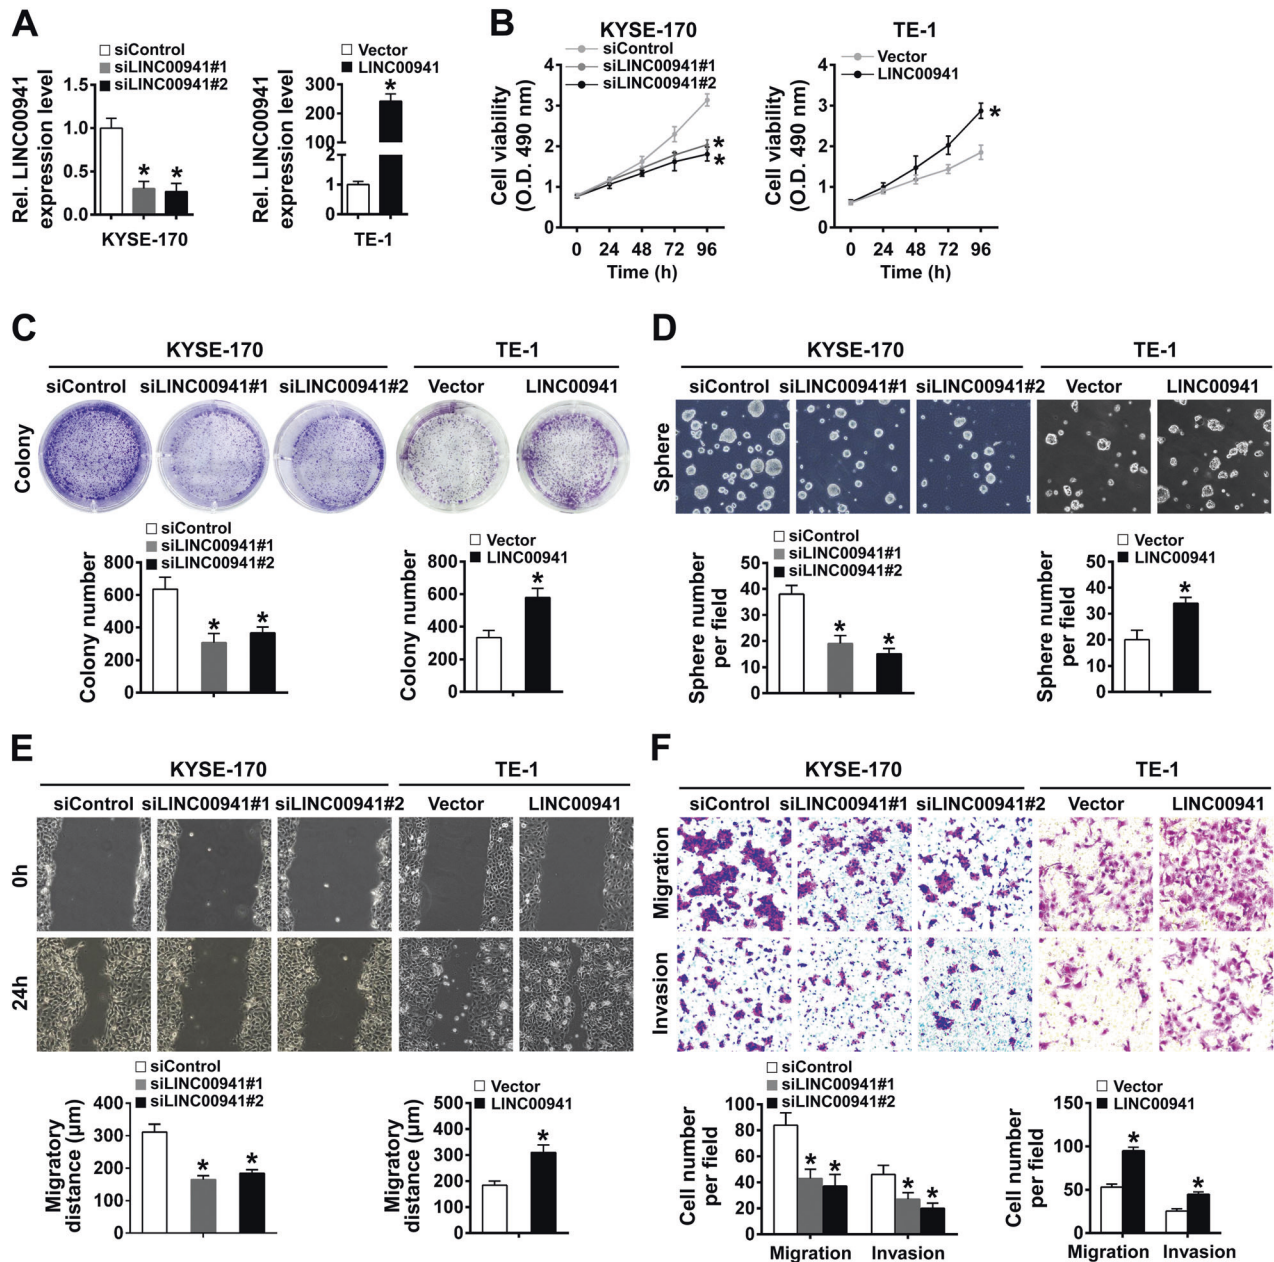 A
siControl
siLINC00941#1
siLINC00941#2
Rel. LINC00941
expression level
1.5
1.0
0.5
0.0
*
*
KYSE-170
Vector
LINC00941
Rel. LINC00941
expression level
300
200
100
2
1
0
*
TE-1
B
KYSE-170
siControl
siLINC00941#1
siLINC00941#2
Cell viability
(O.D. 490 nm)
4
3
2
1
0
*
*
0 24 48 72 96
Time (h)
TE-1
Vector
LINC00941
Cell viability
(O.D. 490 nm)
4
3
2
1
0
*
0 24 48 72 96
Time (h)
C
KYSE-170 TE-1
siControl siLINC00941#1 siLINC00941#2 Vector LINC00941
Colony
siControl
siLINC00941#1
siLINC00941#2
Colony number
800
600
400
200
0
*
*
Vector
LINC00941
Colony number
800
600
400
200
0
*
D
KYSE-170 TE-1
siControl siLINC00941#1 siLINC00941#2 Vector LINC00941
Sphere
siControl
siLINC00941#1
siLINC00941#2
Sphere number
per field
50
40
30
20
10
0
*
*
Vector
LINC00941
Sphere number
per field
50
40
30
20
10
0
*
E
KYSE-170 TE-1
siControl siLINC00941#1 siLINC00941#2 Vector LINC00941
0h
24h
siControl
siLINC00941#1
siLINC00941#2
Migratory
distance (μm)
400
300
200
100
0
*
*
Vector
LINC00941
Migratory
distance (μm)
500
400
300
200
100
0
*
F
KYSE-170 TE-1
siControl siLINC00941#1 siLINC00941#2 Vector LINC00941
Migration
Invasion
siControl
siLINC00941#1
siLINC00941#2
Cell number
per field
100
80
60
40
20
0
*
*
*
*
Migration Invasion
Vector
LINC00941
Cell number
per field
150
100
50
0
*
*
Migration Invasion